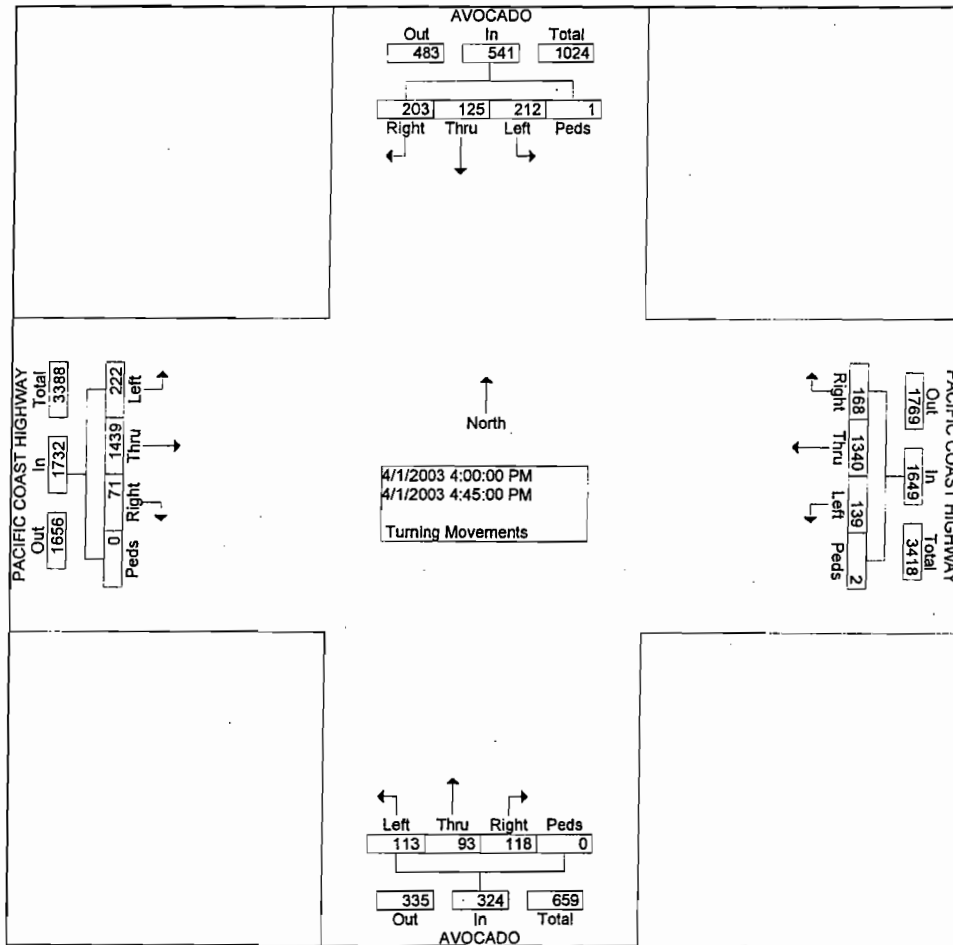 AVOCADO
Out In Total
483 541 1024
203 125 212 1
Right Thru Left Peds
PACIFIC COAST HIGHWAY
Total In Out
3388 1732 1656
222 1439 71 0
Left Thru Right Peds
North
4/1/2003 4:00:00 PM
4/1/2003 4:45:00 PM
Turning Movements
Right Thru Left Peds
168 1340 139 2
Out In Total
1769 1649 3418
PACIFIC COAST HIGHWAY
Left Thru Right Peds
113 93 118 0
335 324 659
Out In Total
AVOCADO